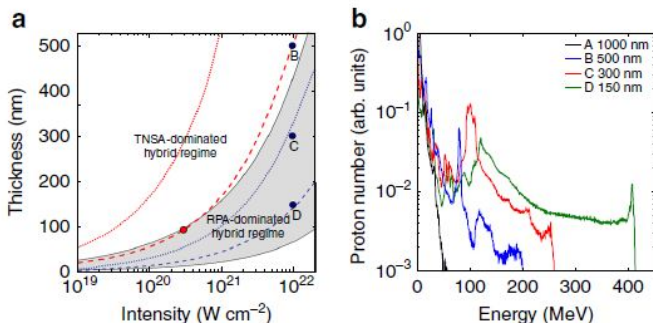 a
500
400
300
200
100
0
10^19
10^20
10^21
10^22
Thickness (nm)
Intensity (W cm^−2)
B
C
D
TNSA-dominated
hybrid regime
RPA-dominated
hybrid regime
b
10^0
10^−1
10^−2
10^−3
0
100
200
300
400
Proton number (arb. units)
Energy (MeV)
A 1000 nm
B 500 nm
C 300 nm
D 150 nm